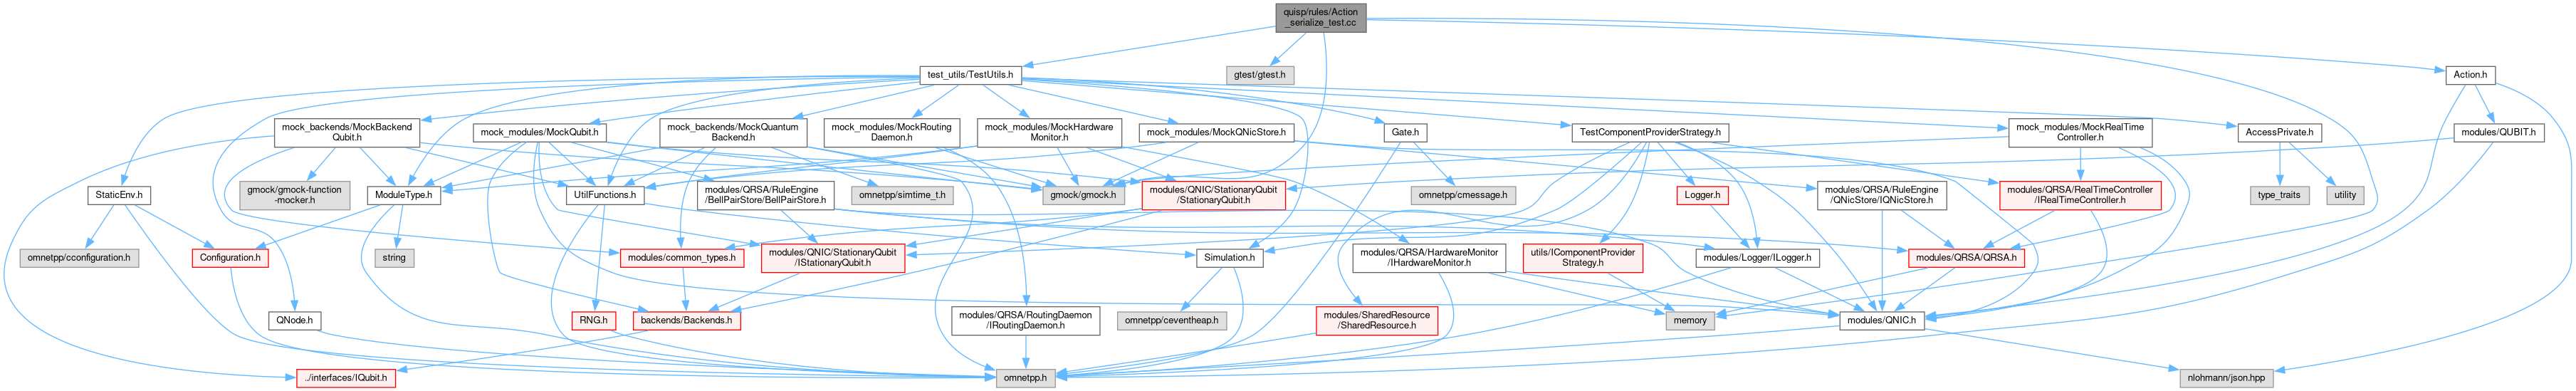 quisp/rules/Action
_serialize_test.cc
test_utils/TestUtils.h
gtest/gtest.h
Action.h
mock_backends/MockBackend
Qubit.h
mock_modules/MockQubit.h
mock_backends/MockQuantum
Backend.h
mock_modules/MockRouting
Daemon.h
mock_modules/MockHardware
Monitor.h
mock_modules/MockQNicStore.h
Gate.h
TestComponentProviderStrategy.h
mock_modules/MockRealTime
Controller.h
AccessPrivate.h
modules/QUBIT.h
StaticEnv.h
gmock/gmock-function
-mocker.h
ModuleType.h
UtilFunctions.h
modules/QRSA/RuleEngine
/BellPairStore/BellPairStore.h
omnetpp/simtime_t.h
gmock/gmock.h
modules/QNIC/StationaryQubit
/StationaryQubit.h
omnetpp/cmessage.h
Logger.h
modules/QRSA/RuleEngine
/QNicStore/IQNicStore.h
modules/QRSA/RealTimeController
/IRealTimeController.h
type_traits
utility
omnetpp/cconfiguration.h
Configuration.h
string
modules/common_types.h
modules/QNIC/StationaryQubit
/IStationaryQubit.h
Simulation.h
modules/QRSA/HardwareMonitor
/IHardwareMonitor.h
utils/IComponentProvider
Strategy.h
modules/Logger/ILogger.h
modules/QRSA/QRSA.h
QNode.h
RNG.h
backends/Backends.h
modules/QRSA/RoutingDaemon
/IRoutingDaemon.h
omnetpp/ceventheap.h
modules/SharedResource
/SharedResource.h
memory
modules/QNIC.h
../interfaces/IQubit.h
omnetpp.h
nlohmann/json.hpp